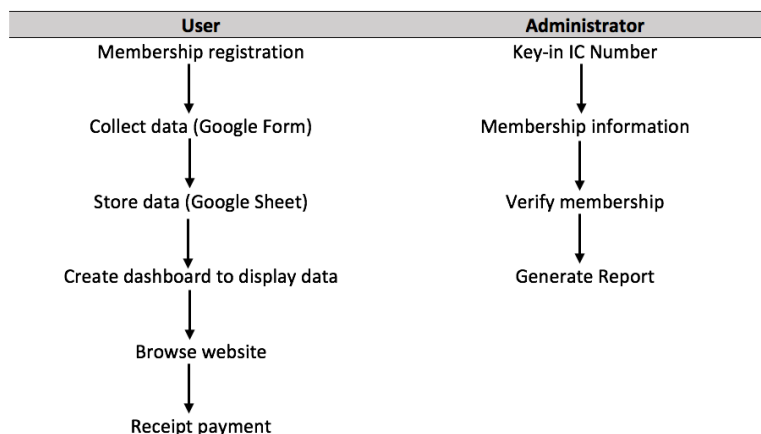 User
Administrator
Membership registration
Key-in IC Number
Collect data (Google Form)
Membership information
Store data (Google Sheet)
Verify membership
Create dashboard to display data
Generate Report
Browse website
Receipt payment